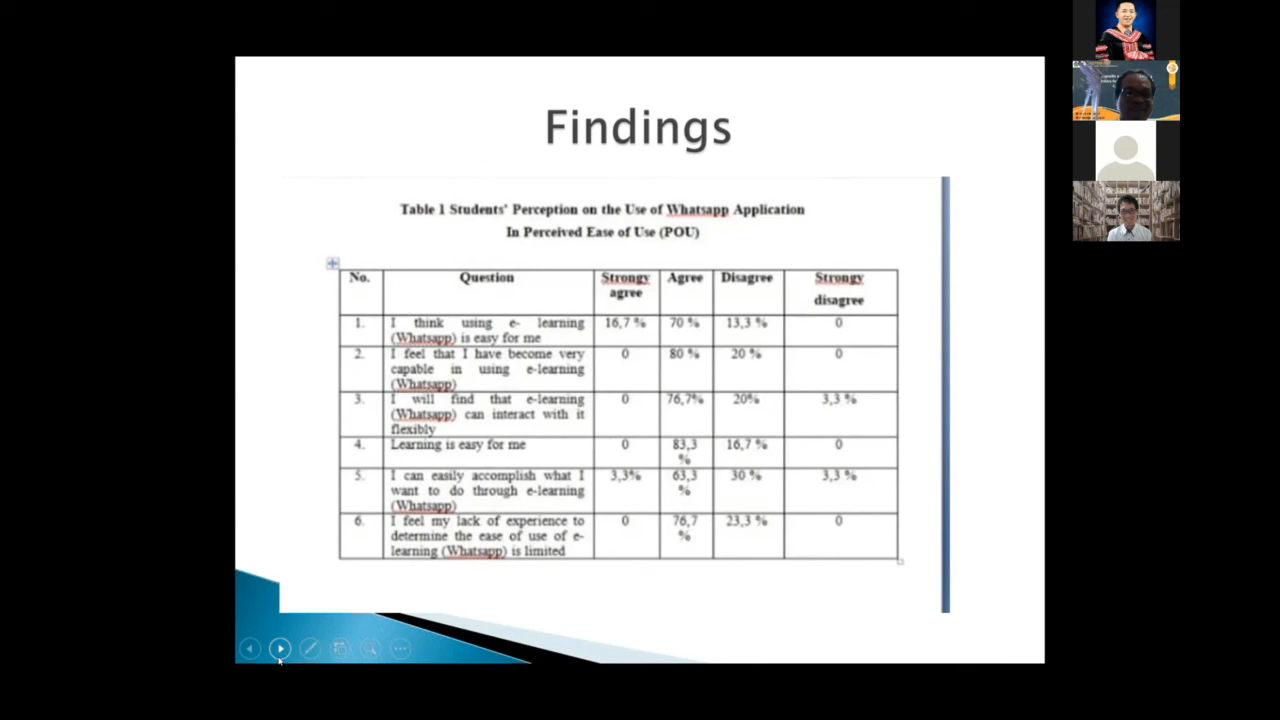 Findings
Table 1 Students' Perception on the Use of Whatsapp Application
In Perceived Ease of Use (POU)
No. Question Strongy agree Agree Disagree Strongy disagree
1. I think using e- learning (Whatsapp) is easy for me 16,7 % 70 % 13,3 % 0
2. I feel that I have become very capable in using e-learning (Whatsapp) 0 80 % 20 % 0
3. I will find that e-learning (Whatsapp) can interact with it flexibly 0 76,7% 20% 3,3 %
4. Learning is easy for me 0 83,3 % 16,7 % 0
5. I can easily accomplish what I want to do through e-learning (Whatsapp) 3,3% 63,3 % 30 % 3,3 %
6. I feel my lack of experience to determine the ease of use of e-learning (Whatsapp) is limited 0 76,7 % 23,3 % 0